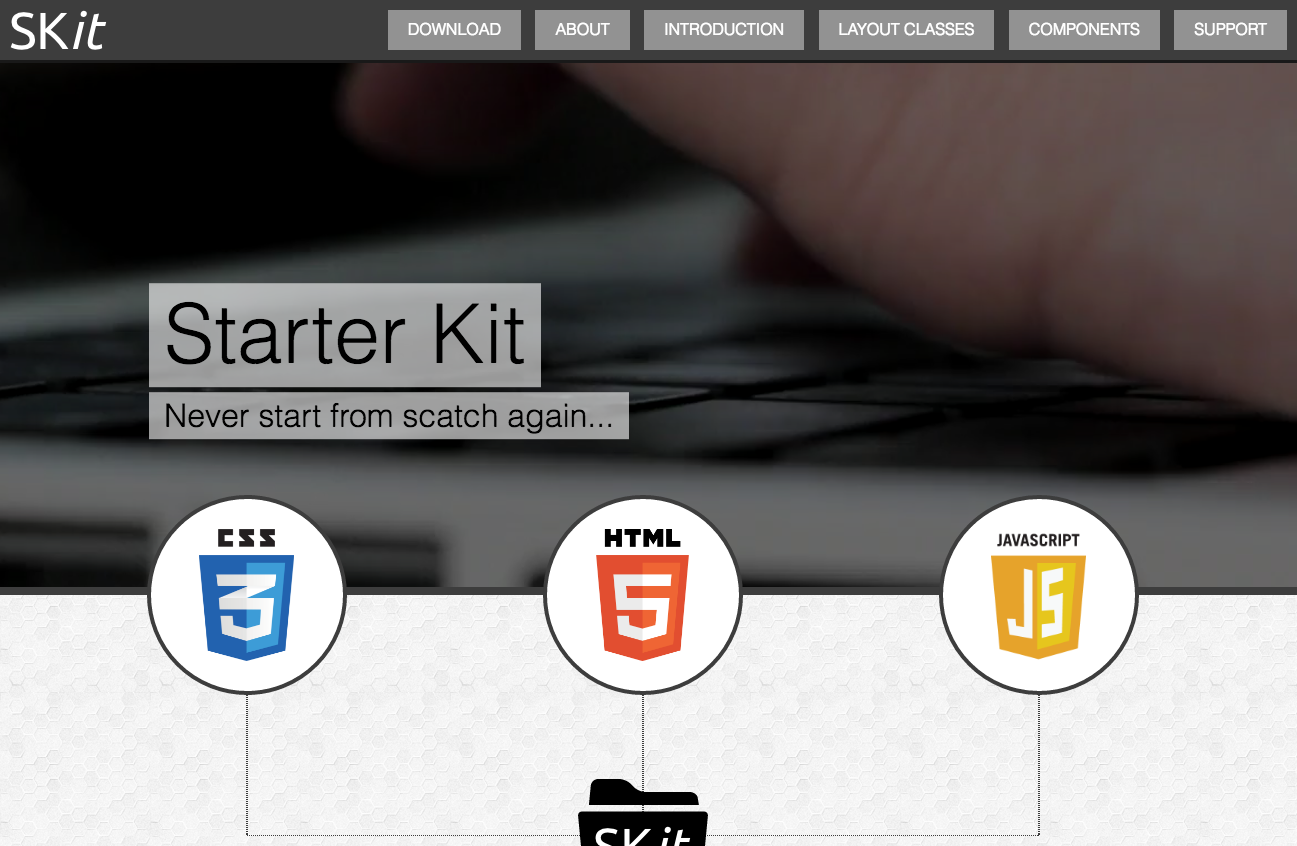 SKit
DOWNLOAD
ABOUT
INTRODUCTION
LAYOUT CLASSES
COMPONENTS
SUPPORT
Starter Kit
Never start from scatch again...
CSS
HTML
JAVASCRIPT
3
5
JS
SKit